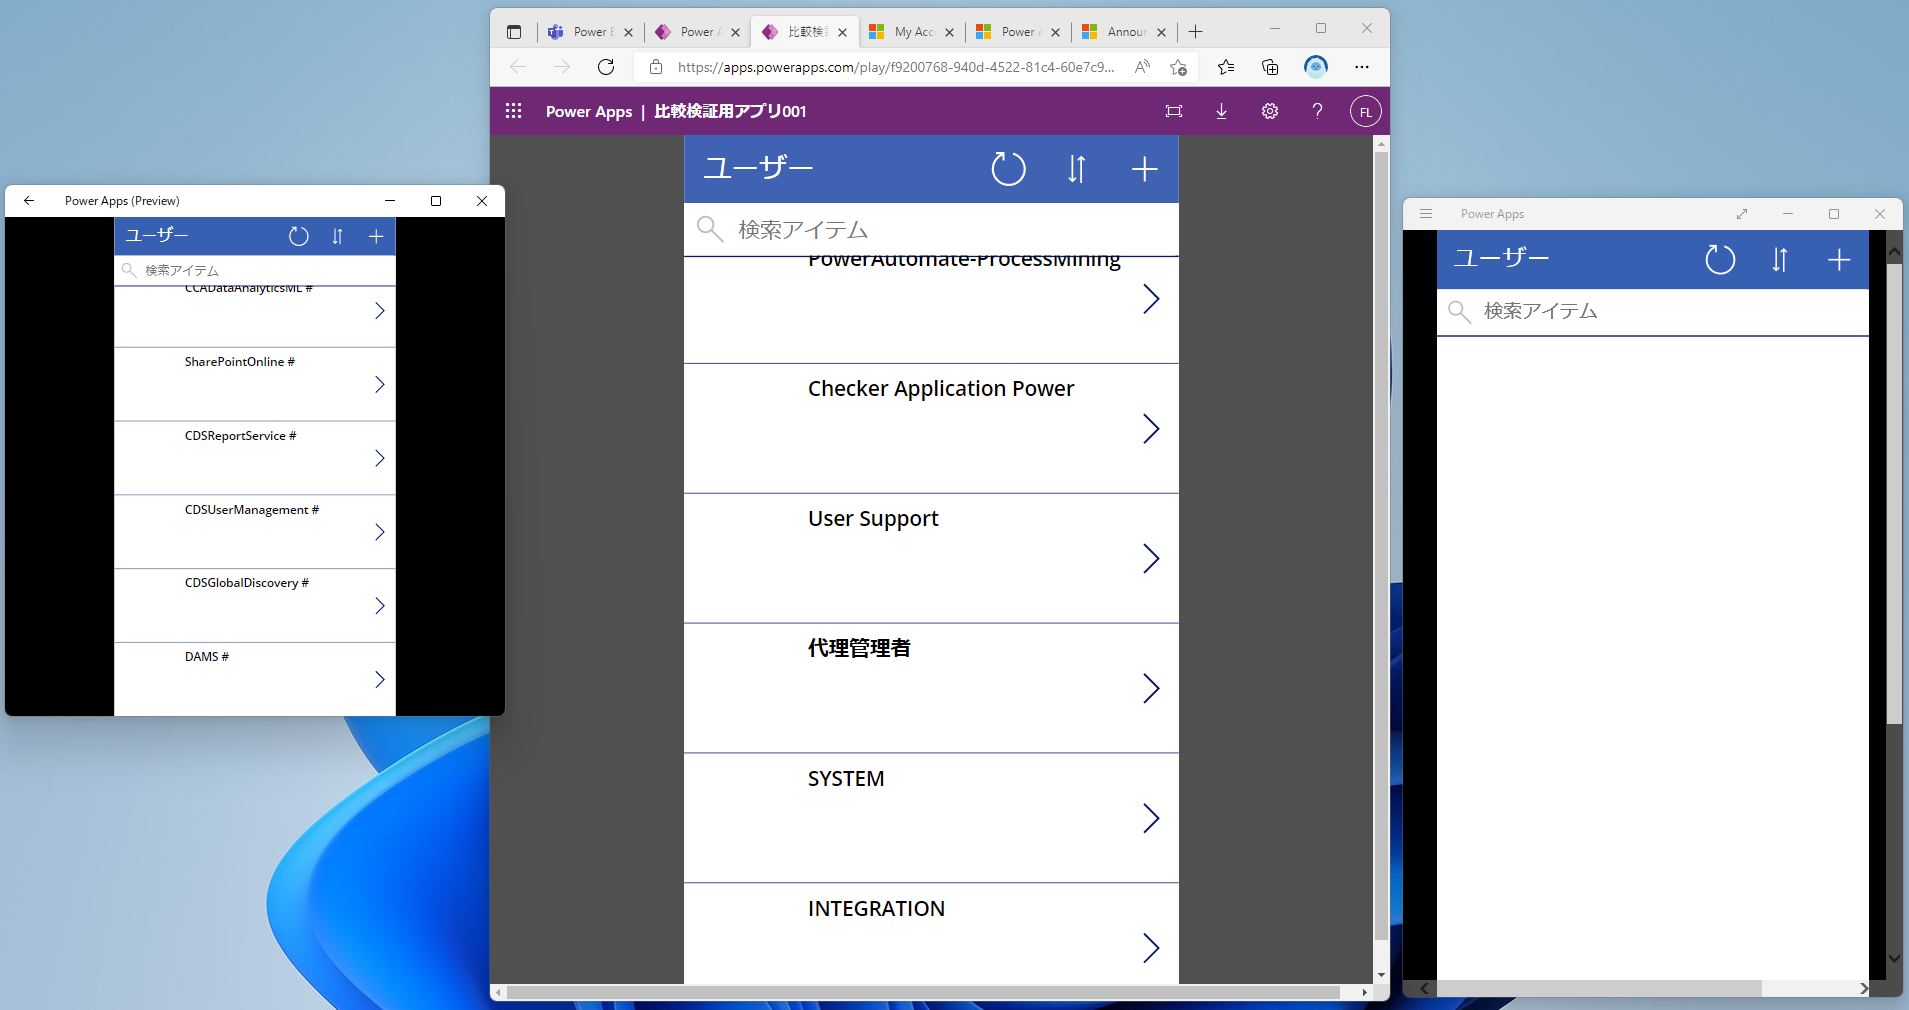 Power Apps (Preview)
ユーザー
検索アイテム
CCADataAnalyticsML #
SharePointOnline #
CDSReportService #
CDSUserManagement #
CDSGlobalDiscovery #
DAMS #
Power
Power
比較検
My Acc
Power
Announ
https://apps.powerapps.com/play/f9200768-940d-4522-81c4-60e7c9...
Power Apps | 比較検証用アプリ001
FL
ユーザー
検索アイテム
PowerAutomate-ProcessMining
Checker Application Power
User Support
代理管理者
SYSTEM
INTEGRATION
Power Apps
ユーザー
検索アイテム